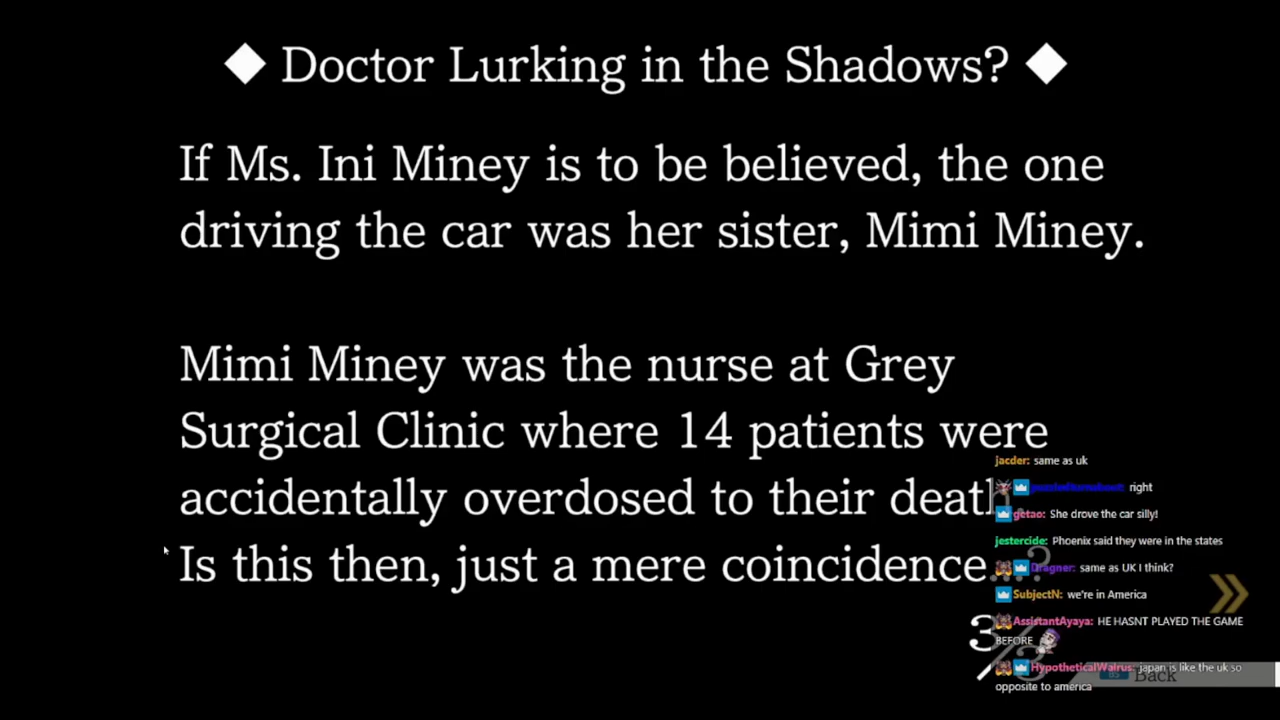 ◆ Doctor Lurking in the Shadows? ◆
If Ms. Ini Miney is to be believed, the one
driving the car was her sister, Mimi Miney.
Mimi Miney was the nurse at Grey
Surgical Clinic where 14 patients were
accidentally overdosed to their death.
Is this then, just a mere coincidence...?
jacder: same as uk
right
getao: She drove the car silly!
jestercide: Phoenix said they were in the states
Dragner: same as UK I think?
SubjectN: we're in America
AssistantAyaya: HE HASNT PLAYED THE GAME
BEFORE
HypotheticalWalrus: japan is like the uk so
opposite to america
3/3
Back